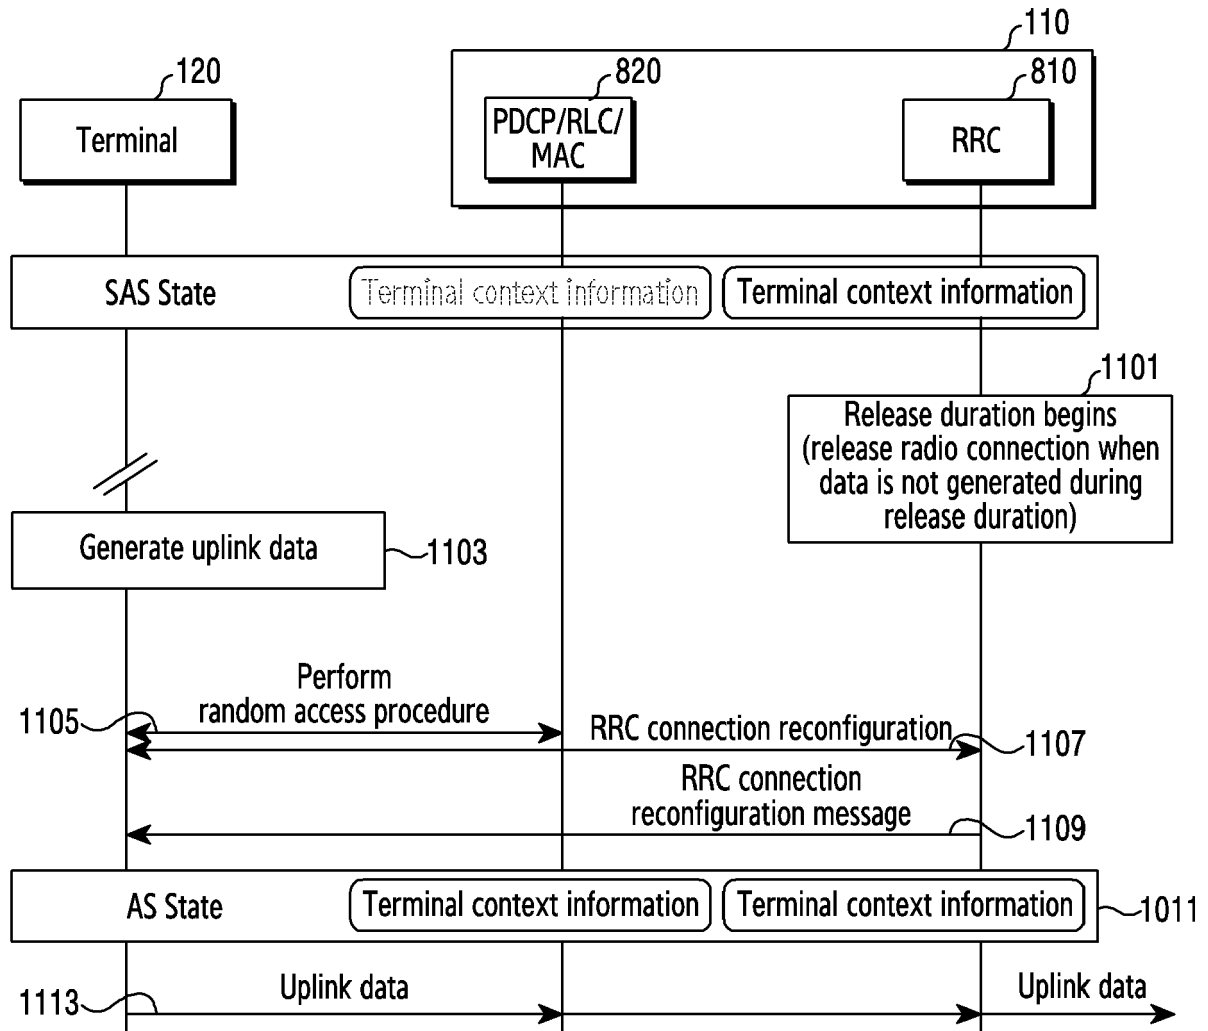 110
120
820
810
Terminal
PDCP/RLC/
MAC
RRC
SAS State
Terminal context information
Terminal context information
1101
Release duration begins
(release radio connection when
data is not generated during
release duration)
Generate uplink data
1103
Perform
random access procedure
1105
RRC connection reconfiguration
1107
RRC connection
reconfiguration message
1109
AS State
Terminal context information
Terminal context information
1011
Uplink data
Uplink data
1113